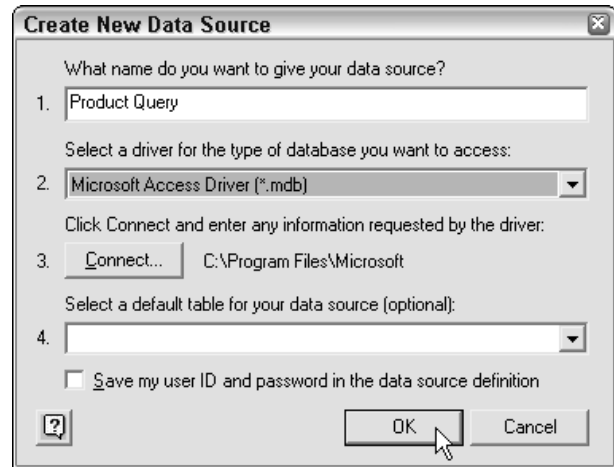 Create New Data Source
What name do you want to give your data source?
1. Product Query
Select a driver for the type of database you want to access:
2. Microsoft Access Driver (*.mdb)
Click Connect and enter any information requested by the driver:
3. Connect... C:\Program Files\Microsoft
Select a default table for your data source (optional):
4.
Save my user ID and password in the data source definition
? OK Cancel